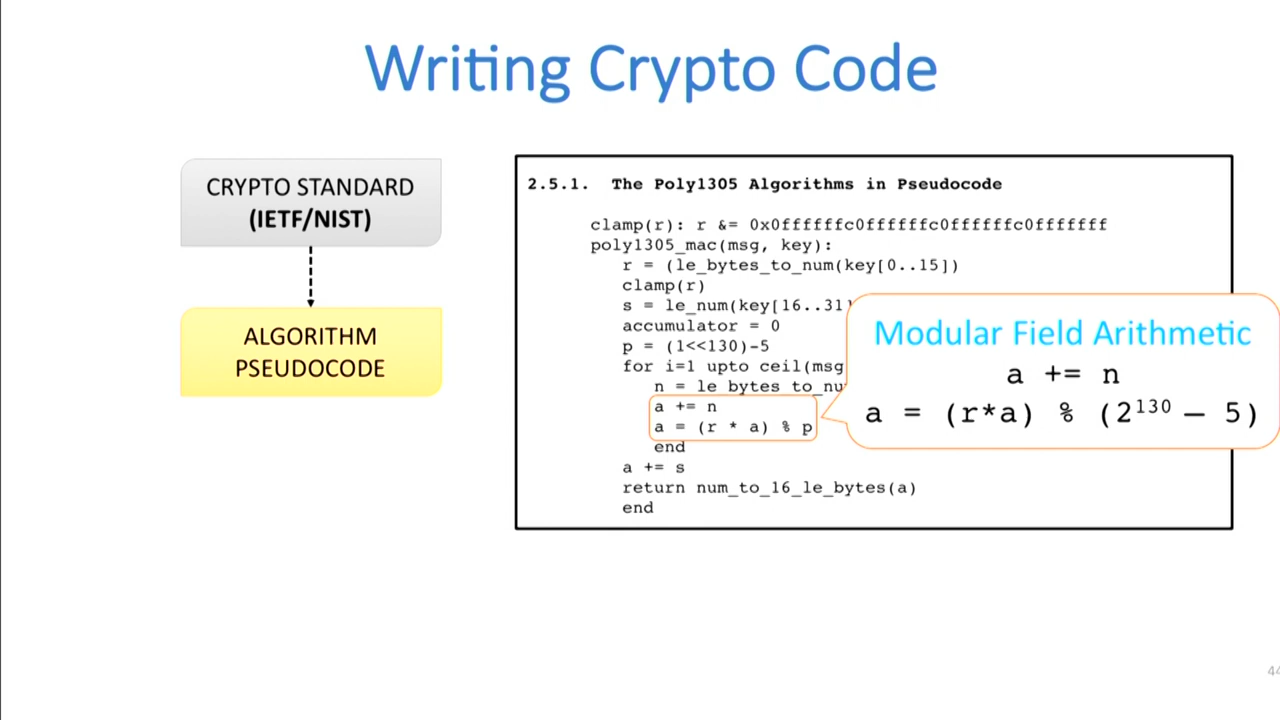 Writing Crypto Code
CRYPTO STANDARD
(IETF/NIST)
ALGORITHM
PSEUDOCODE
2.5.1. The Poly1305 Algorithms in Pseudocode
clamp(r): r &= 0x0ffffffc0ffffffc0ffffffc0fffffff
poly1305_mac(msg, key):
r = (le_bytes_to_num(key[0..15])
clamp(r)
s = le_num(key[16..31]
accumulator = 0
p = (1<<130)-5
for i=1 upto ceil(msg
n = le_bytes_to_nu
a += n
a = (r * a) % p
end
a += s
return num_to_16_le_bytes(a)
end
Modular Field Arithmetic
a += n
a = (r*a) % (2¹³⁰ – 5)
44